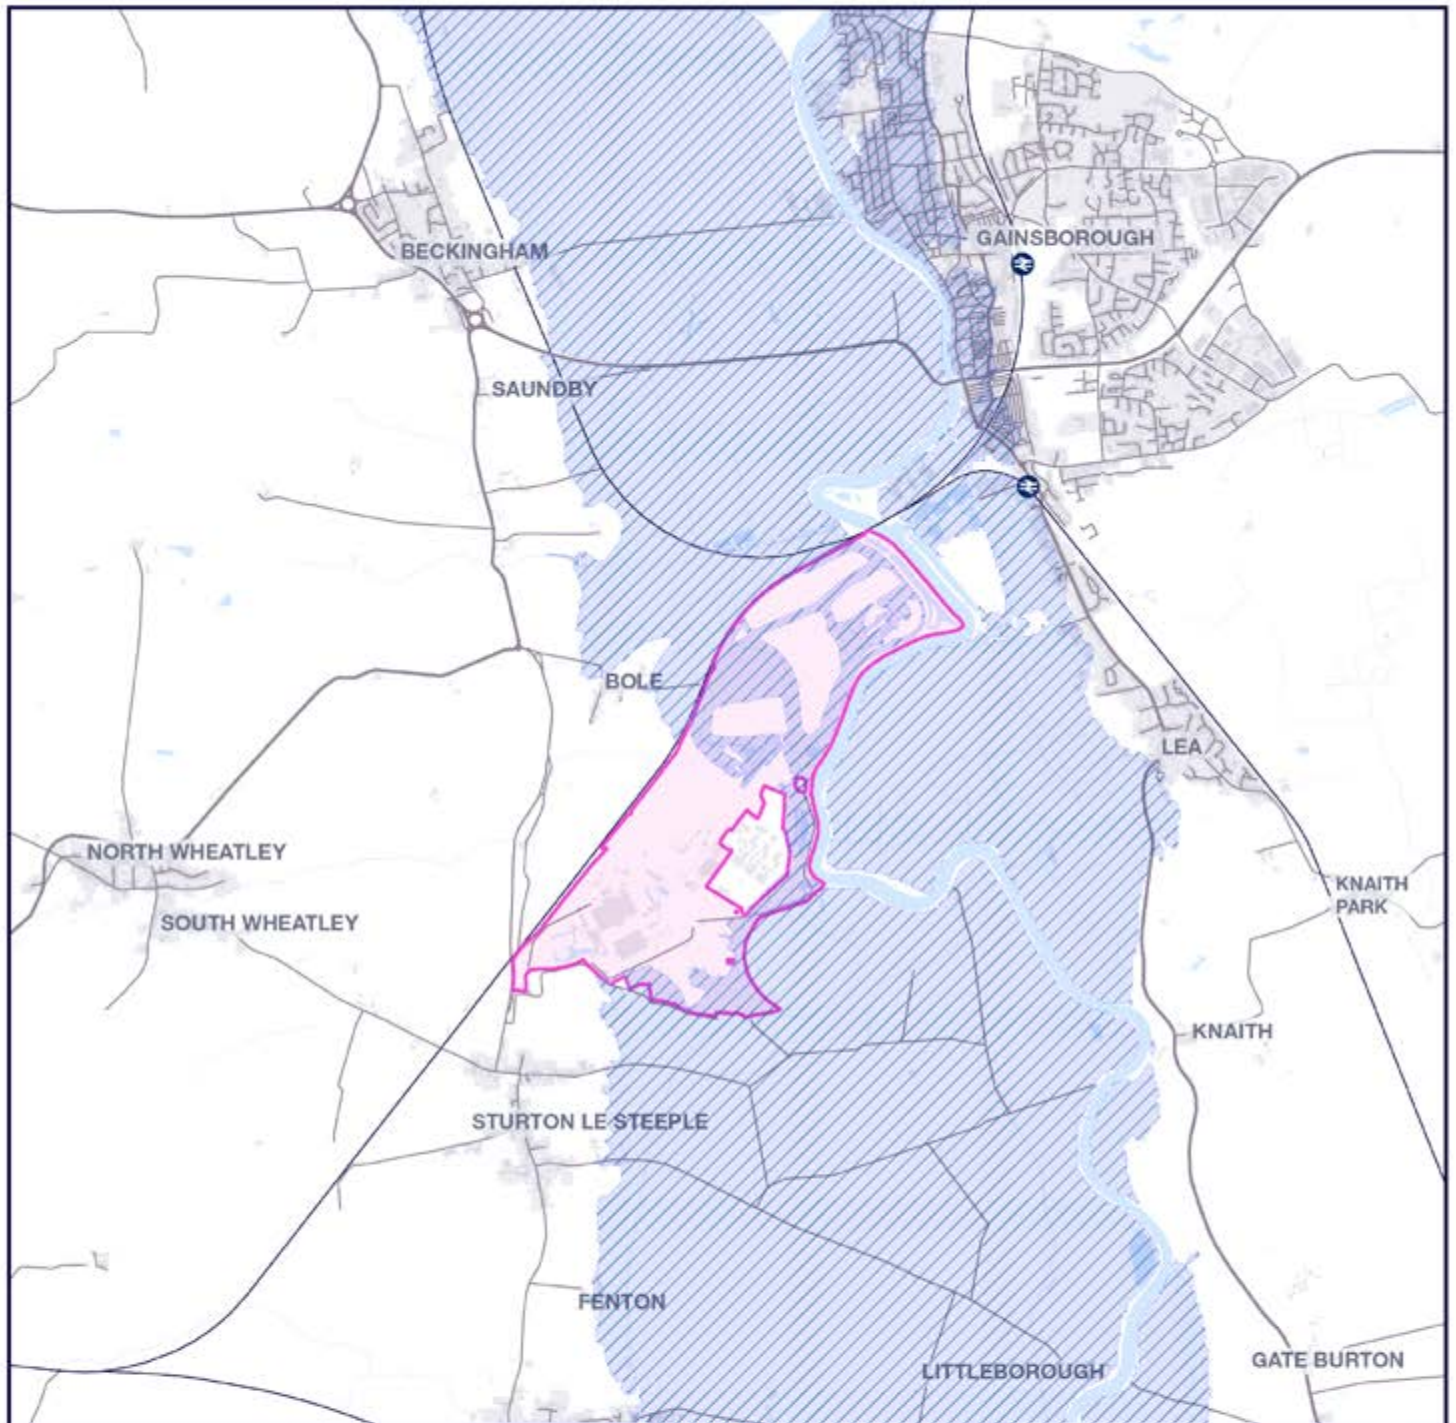 GAINSBOROUGH
BECKINGHAM
SAUNDBY
BOLE
LEA
NORTH WHEATLEY
KNAITH
PARK
SOUTH WHEATLEY
KNAITH
STURTON LE STEEPLE
FENTON
GATE BURTON
LITTLEBOROUGH